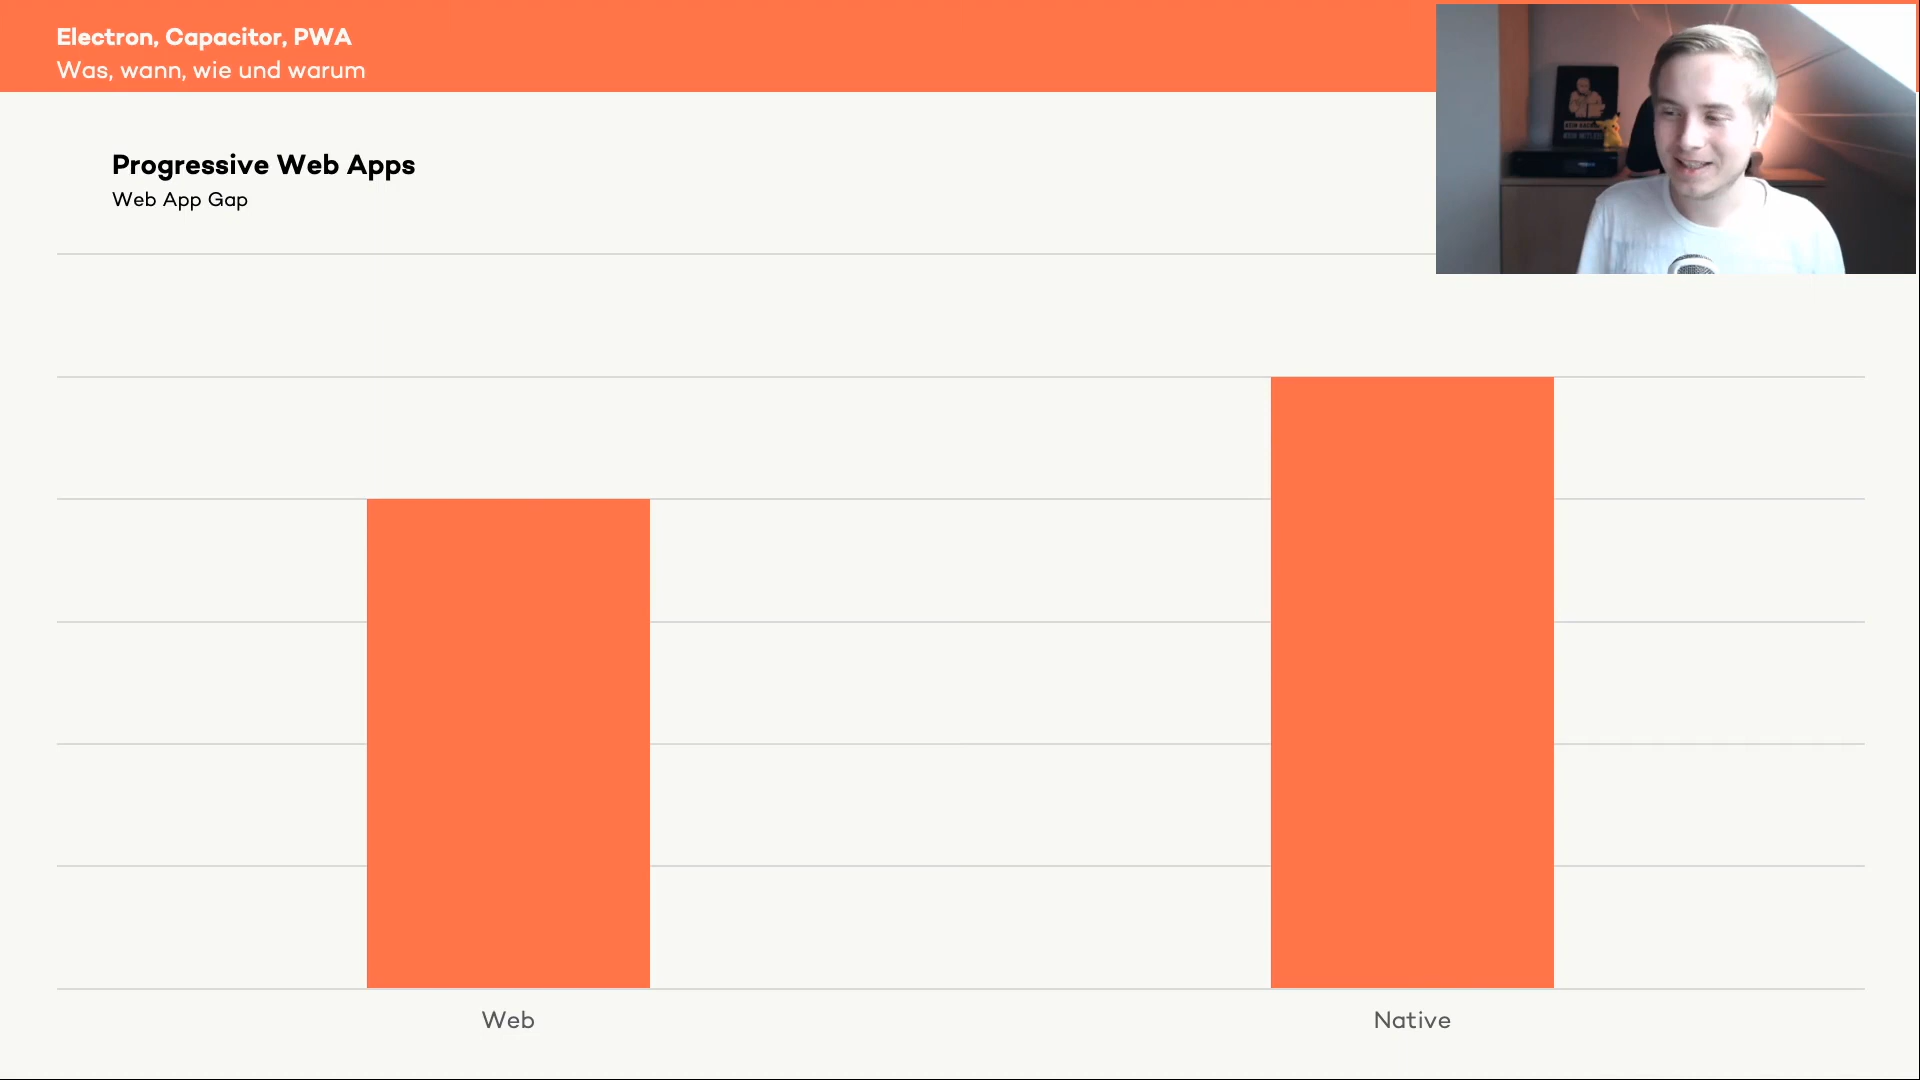 Electron, Capacitor, PWA
Was, wann, wie und warum
Progressive Web Apps
Web App Gap
Web
Native